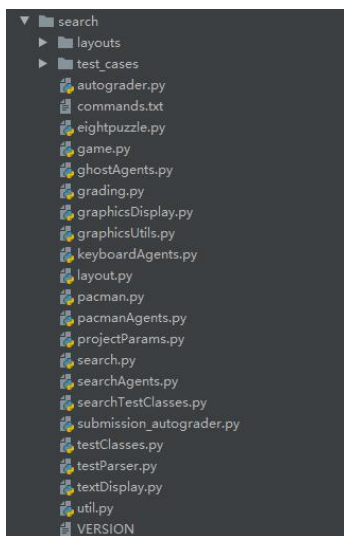 search
layouts
test_cases
autograder.py
commands.txt
eightpuzzle.py
game.py
ghostAgents.py
grading.py
graphicsDisplay.py
graphicsUtils.py
keyboardAgents.py
layout.py
pacman.py
pacmanAgents.py
projectParams.py
search.py
searchAgents.py
searchTestClasses.py
submission_autograder.py
testClasses.py
testParser.py
textDisplay.py
util.py
VERSION